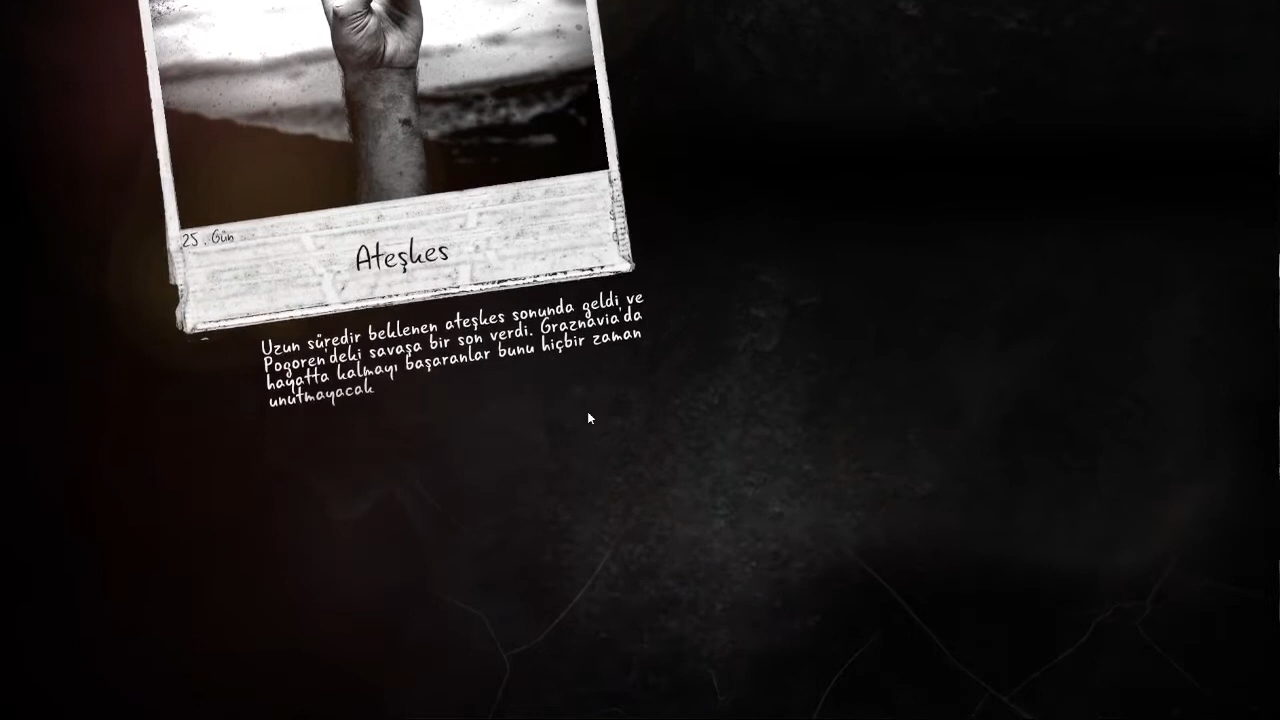 25 . Gün
Ateşkes
Uzun süredir beklenen ateşkes sonunda geldi ve
Pogoren'deki savaşa bir son verdi. Graznavia'da
hayatta kalmayı başaranlar bunu hiçbir zaman
unutmayacak